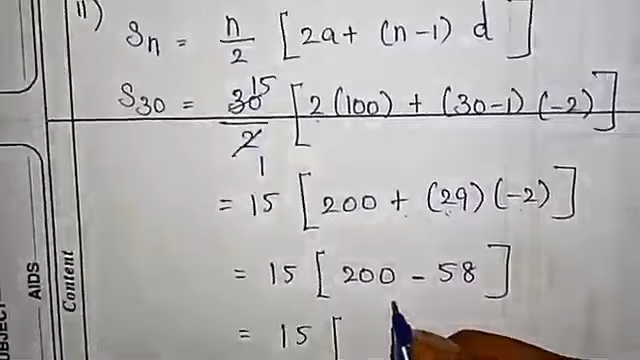 ii)
Sn = n/2 [2a + (n-1) d]
S30 = 30 15/2 1 [2(100) + (30-1)(-2)]
= 15 [200 + (29)(-2)]
= 15 [200 - 58]
= 15 [
AIDS
Content